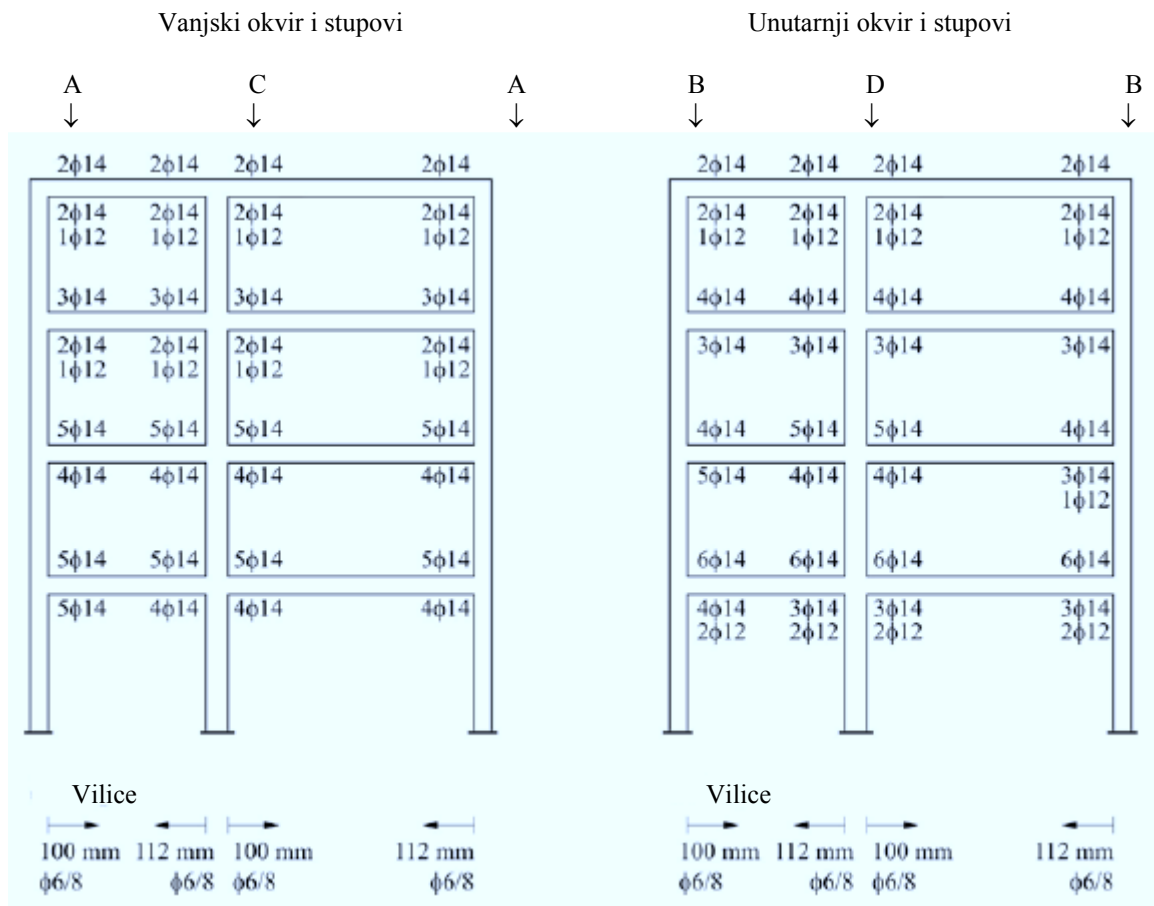 Vanjski okvir i stupovi Unutarnji okvir i stupovi
A C A B D B
↓ ↓ ↓ ↓ ↓ ↓
2ϕ14 2ϕ14 2ϕ14 2ϕ14 2ϕ14 2ϕ14 2ϕ14 2ϕ14
2ϕ14 2ϕ14 2ϕ14 2ϕ14 2ϕ14 2ϕ14 2ϕ14 2ϕ14
1ϕ12 1ϕ12 1ϕ12 1ϕ12 1ϕ12 1ϕ12 1ϕ12 1ϕ12
3ϕ14 3ϕ14 3ϕ14 3ϕ14 4ϕ14 4ϕ14 4ϕ14 4ϕ14
2ϕ14 2ϕ14 2ϕ14 2ϕ14 3ϕ14 3ϕ14 3ϕ14 3ϕ14
1ϕ12 1ϕ12 1ϕ12 1ϕ12
5ϕ14 5ϕ14 5ϕ14 5ϕ14 4ϕ14 5ϕ14 5ϕ14 4ϕ14
4ϕ14 4ϕ14 4ϕ14 4ϕ14 5ϕ14 4ϕ14 4ϕ14 3ϕ14
1ϕ12
5ϕ14 5ϕ14 5ϕ14 5ϕ14 6ϕ14 6ϕ14 6ϕ14 6ϕ14
5ϕ14 4ϕ14 4ϕ14 4ϕ14 4ϕ14 3ϕ14 3ϕ14 3ϕ14
2ϕ12 2ϕ12 2ϕ12 2ϕ12
Vilice Vilice
100 mm 112 mm 100 mm 112 mm 100 mm 112 mm 100 mm 112 mm
ϕ6/8 ϕ6/8 ϕ6/8 ϕ6/8 ϕ6/8 ϕ6/8 ϕ6/8 ϕ6/8